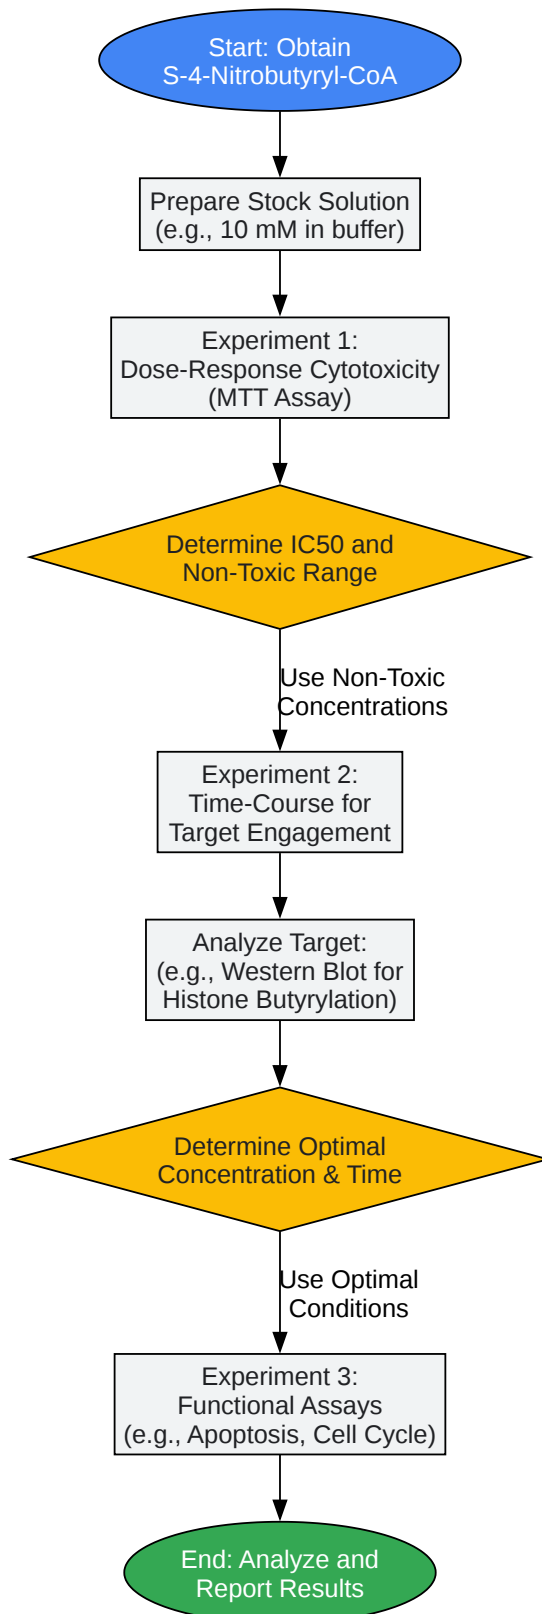 Start: Obtain
S-4-Nitrobutyryl-CoA
Prepare Stock Solution
(e.g., 10 mM in buffer)
Experiment 1:
Dose-Response Cytotoxicity
(MTT Assay)
Determine IC50 and
Non-Toxic Range
Use Non-Toxic
Concentrations
Experiment 2:
Time-Course for
Target Engagement
Analyze Target:
(e.g., Western Blot for
Histone Butyrylation)
Determine Optimal
Concentration & Time
Use Optimal
Conditions
Experiment 3:
Functional Assays
(e.g., Apoptosis, Cell Cycle)
End: Analyze and
Report Results